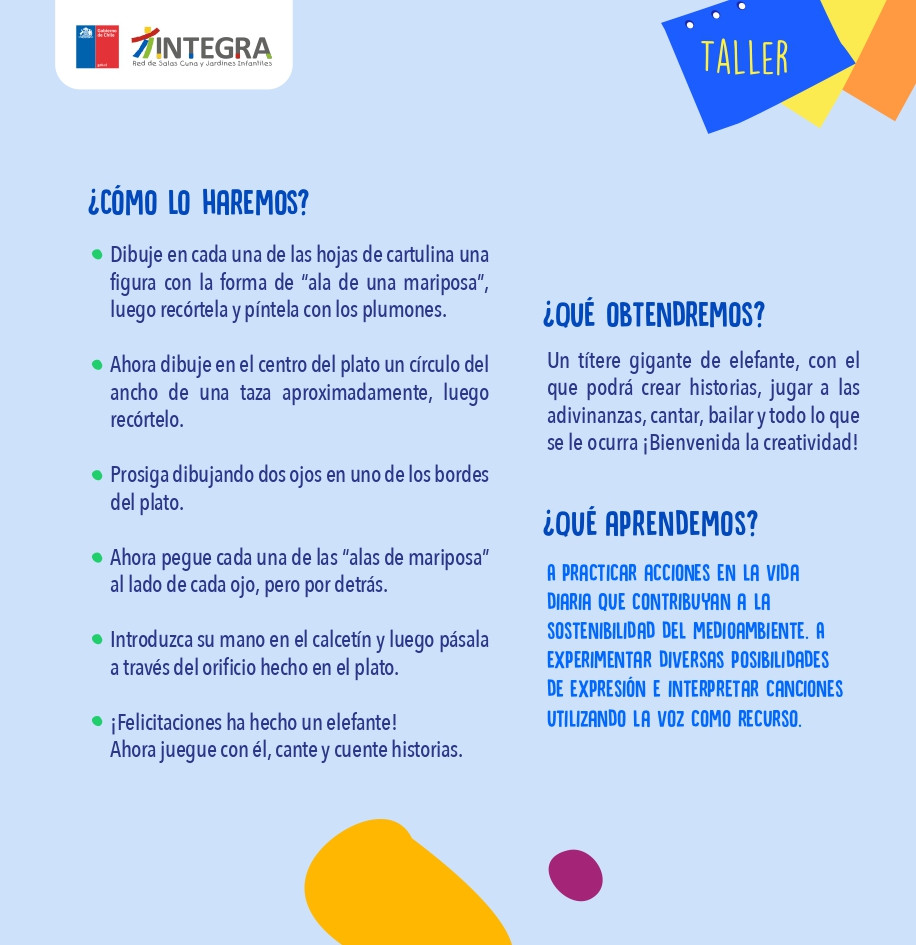 Gobierno
de Chile
gob.cl
INTEGRA
Red de Salas Cuna y Jardines Infantiles
TALLER
¿CÓMO LO HAREMOS?
Dibuje en cada una de las hojas de cartulina una
figura con la forma de “ala de una mariposa”,
luego recórtela y píntela con los plumones.
Ahora dibuje en el centro del plato un círculo del
ancho de una taza aproximadamente, luego
recórtelo.
Prosiga dibujando dos ojos en uno de los bordes
del plato.
Ahora pegue cada una de las “alas de mariposa”
al lado de cada ojo, pero por detrás.
Introduzca su mano en el calcetín y luego pásala
a través del orificio hecho en el plato.
¡Felicitaciones ha hecho un elefante!
Ahora juegue con él, cante y cuente historias.
¿QUÉ OBTENDREMOS?
Un títere gigante de elefante, con el
que podrá crear historias, jugar a las
adivinanzas, cantar, bailar y todo lo que
se le ocurra ¡Bienvenida la creatividad!
¿QUÉ APRENDEMOS?
A PRACTICAR ACCIONES EN LA VIDA
DIARIA QUE CONTRIBUYAN A LA
SOSTENIBILIDAD DEL MEDIOAMBIENTE. A
EXPERIMENTAR DIVERSAS POSIBILIDADES
DE EXPRESIÓN E INTERPRETAR CANCIONES
UTILIZANDO LA VOZ COMO RECURSO.